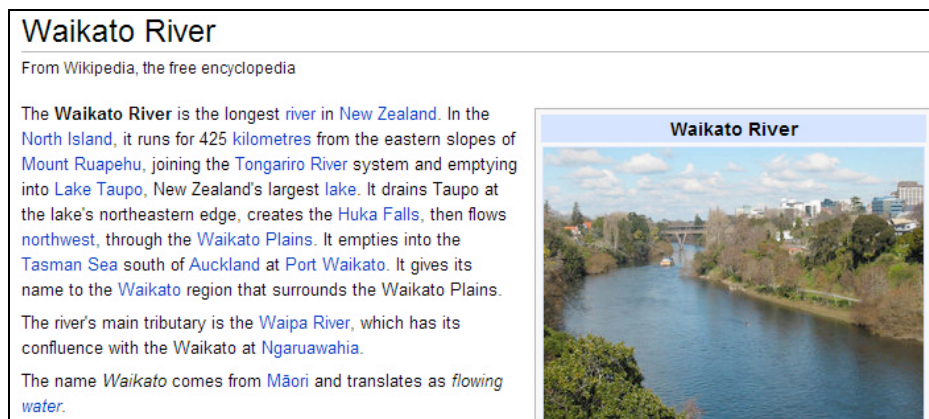 Waikato River
From Wikipedia, the free encyclopedia
The Waikato River is the longest river in New Zealand. In the
North Island, it runs for 425 kilometres from the eastern slopes of
Mount Ruapehu, joining the Tongariro River system and emptying
into Lake Taupo, New Zealand's largest lake. It drains Taupo at
the lake's northeastern edge, creates the Huka Falls, then flows
northwest, through the Waikato Plains. It empties into the
Tasman Sea south of Auckland at Port Waikato. It gives its
name to the Waikato region that surrounds the Waikato Plains.
The river's main tributary is the Waipa River, which has its
confluence with the Waikato at Ngaruawahia.
The name Waikato comes from Māori and translates as flowing
water.
Waikato River